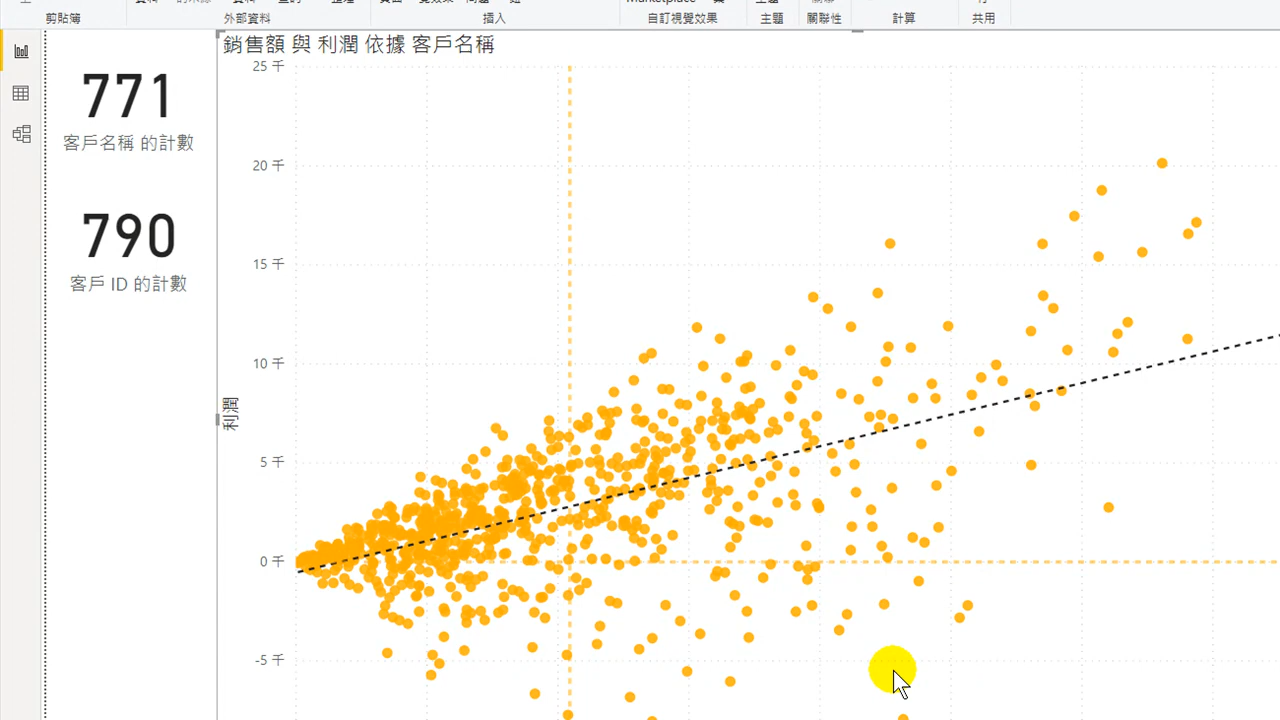 剪貼簿
外部資料
插入
自訂視覺效果
主題
關聯性
計算
共用
銷售額 與 利潤 依據 客戶名稱
771
客戶名稱 的計數
790
客戶 ID 的計數
利潤
25 千
20 千
15 千
10 千
5 千
0 千
-5 千